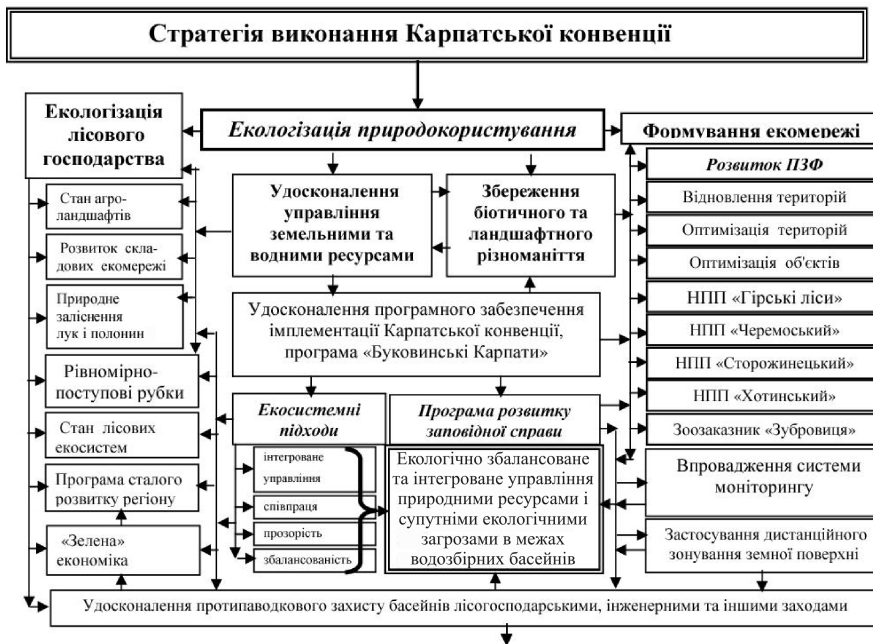 Стратегія виконання Карпатської конвенції
Екологізація
лісового
господарства
Екологізація природокористування
Формування екомережі
Стан агро-
ландшафтів
Розвиток скла-
дових екомережі
Природне
заліснення
лук і полонин
Рівномірно-
поступові рубки
Стан лісових
екосистем
Програма сталого
розвитку регіону
«Зелена»
економіка
Удосконалення
управління
земельними та
водними ресурсами
Збереження
біотичного та
ландшафтного
різноманіття
Удосконалення програмного забезпечення
імплементації Карпатської конвенції,
програма «Буковинські Карпати»
Екосистемні
підходи
інтегроване
управління
співпраця
прозорість
збалансованість
Програма розвитку
заповідної справи
Екологічно збалансоване
та інтегроване управління
природними ресурсами і
супутніми екологічними
загрозами в межах
водозбірних басейнів
Розвиток ПЗФ
Відновлення територій
Оптимізація територій
Оптимізація об'єктів
НПП «Гірські ліси»
НПП «Черемоський»
НПП «Сторожинецький»
НПП «Хотинський»
Зоозаказник «Зубровиця»
Впровадження системи
моніторингу
Застосування дистанційного
зонування земної поверхні
Удосконалення протипаводкового захисту басейнів лісогосподарськими, інженерними та іншими заходами